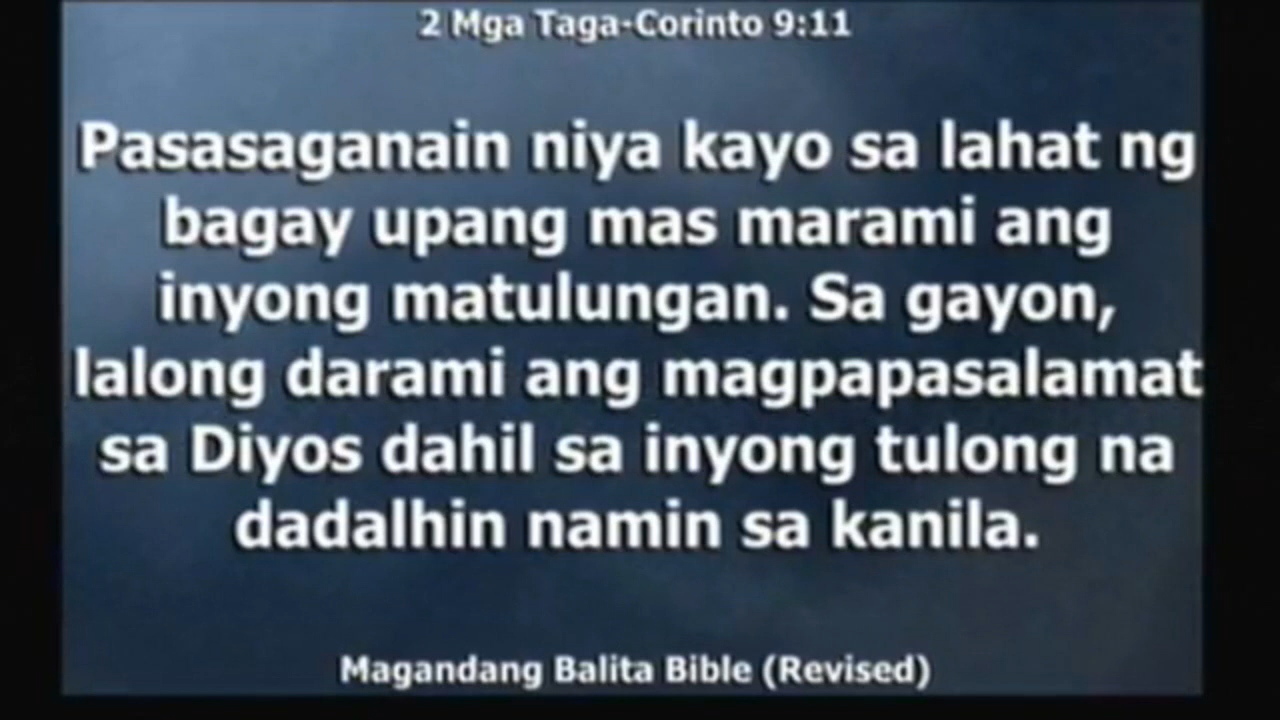 2 Mga Taga-Corinto 9:11
Pasasaganain niya kayo sa lahat ng
bagay upang mas marami ang
inyong matulungan. Sa gayon,
lalong darami ang magpapasalamat
sa Diyos dahil sa inyong tulong na
dadalhin namin sa kanila.
Magandang Balita Bible (Revised)